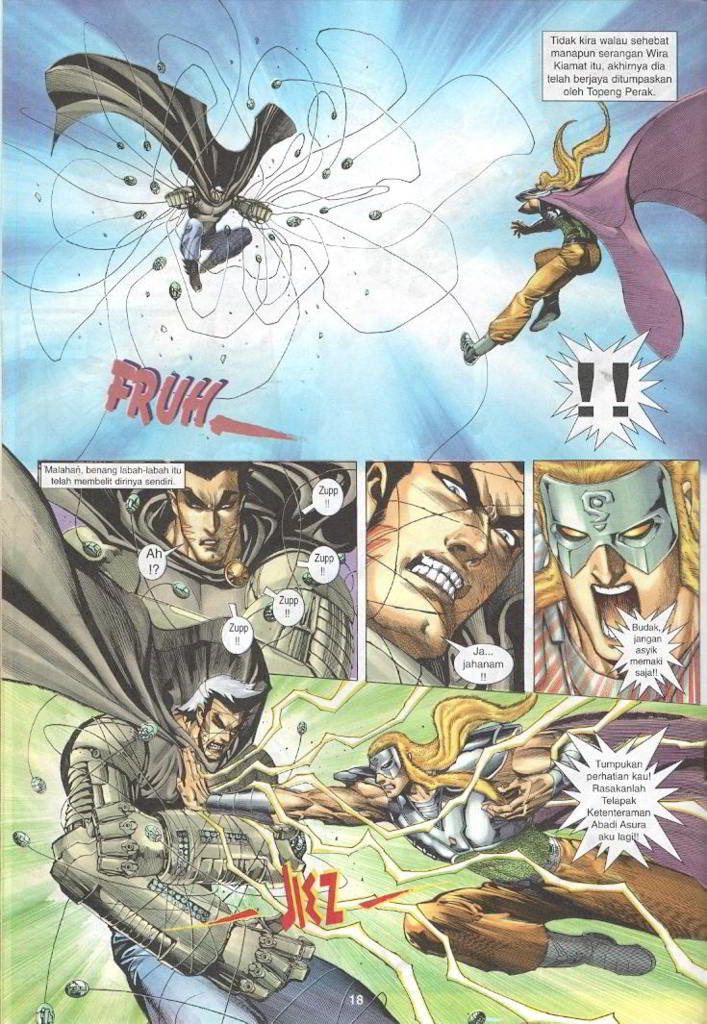 Tidak kira walau sehebat
manapun serangan Wira
Kiamat itu, akhirnya dia
telah berjaya ditumpaskan
oleh Topeng Perak.
!!
FRUH
Malahan, benang labah-labah itu
telah membelit dirinya sendiri.
Ah
!?
Zupp
!!
Zupp
!!
Zupp
!!
Zupp
!!
Ja...
jahanam
!!
S
Budak,
jangan
asyik
memaki
saja!!
Tumpukan
perhatian kau!
Rasakanlah
Telapak
Ketenteraman
Abadi Asura
aku lagi!!
JIEZ
18